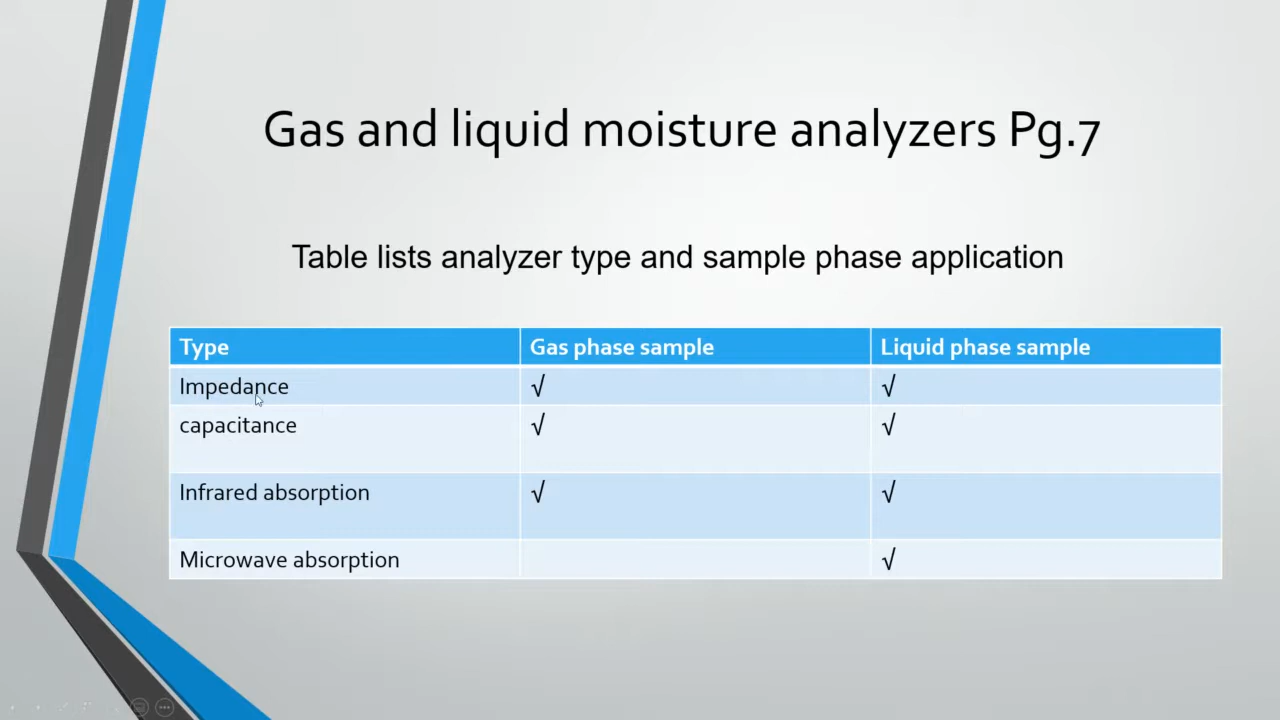 Gas and liquid moisture analyzers Pg.7
Table lists analyzer type and sample phase application
Type Gas phase sample Liquid phase sample
Impedance √ √
capacitance √ √
Infrared absorption √ √
Microwave absorption √